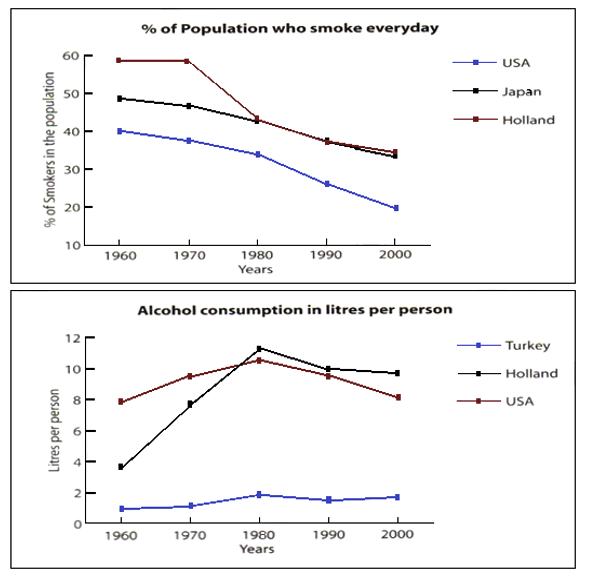 % of Population who smoke everyday
% of Smokers in the population
60
50
40
30
20
10
1960 1970 1980 1990 2000
Years
USA
Japan
Holland
Alcohol consumption in litres per person
Litres per person
12
10
8
6
4
2
0
1960 1970 1980 1990 2000
Years
Turkey
Holland
USA